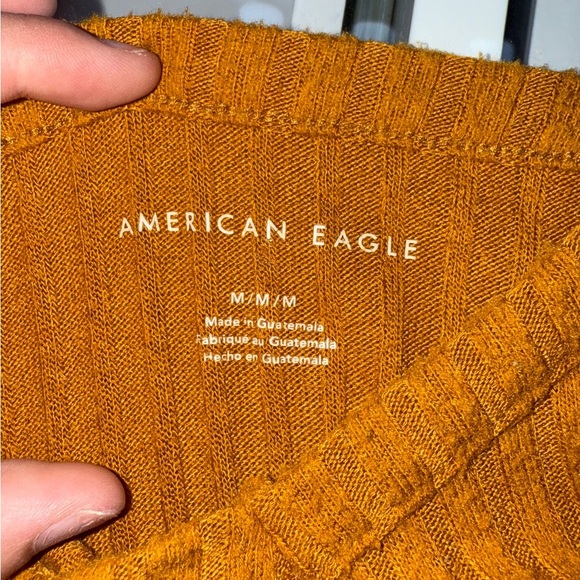 AMERICAN EAGLE
M/M/M
Made in Guatemala
Fabriqué au Guatemala
Hecho en Guatemala